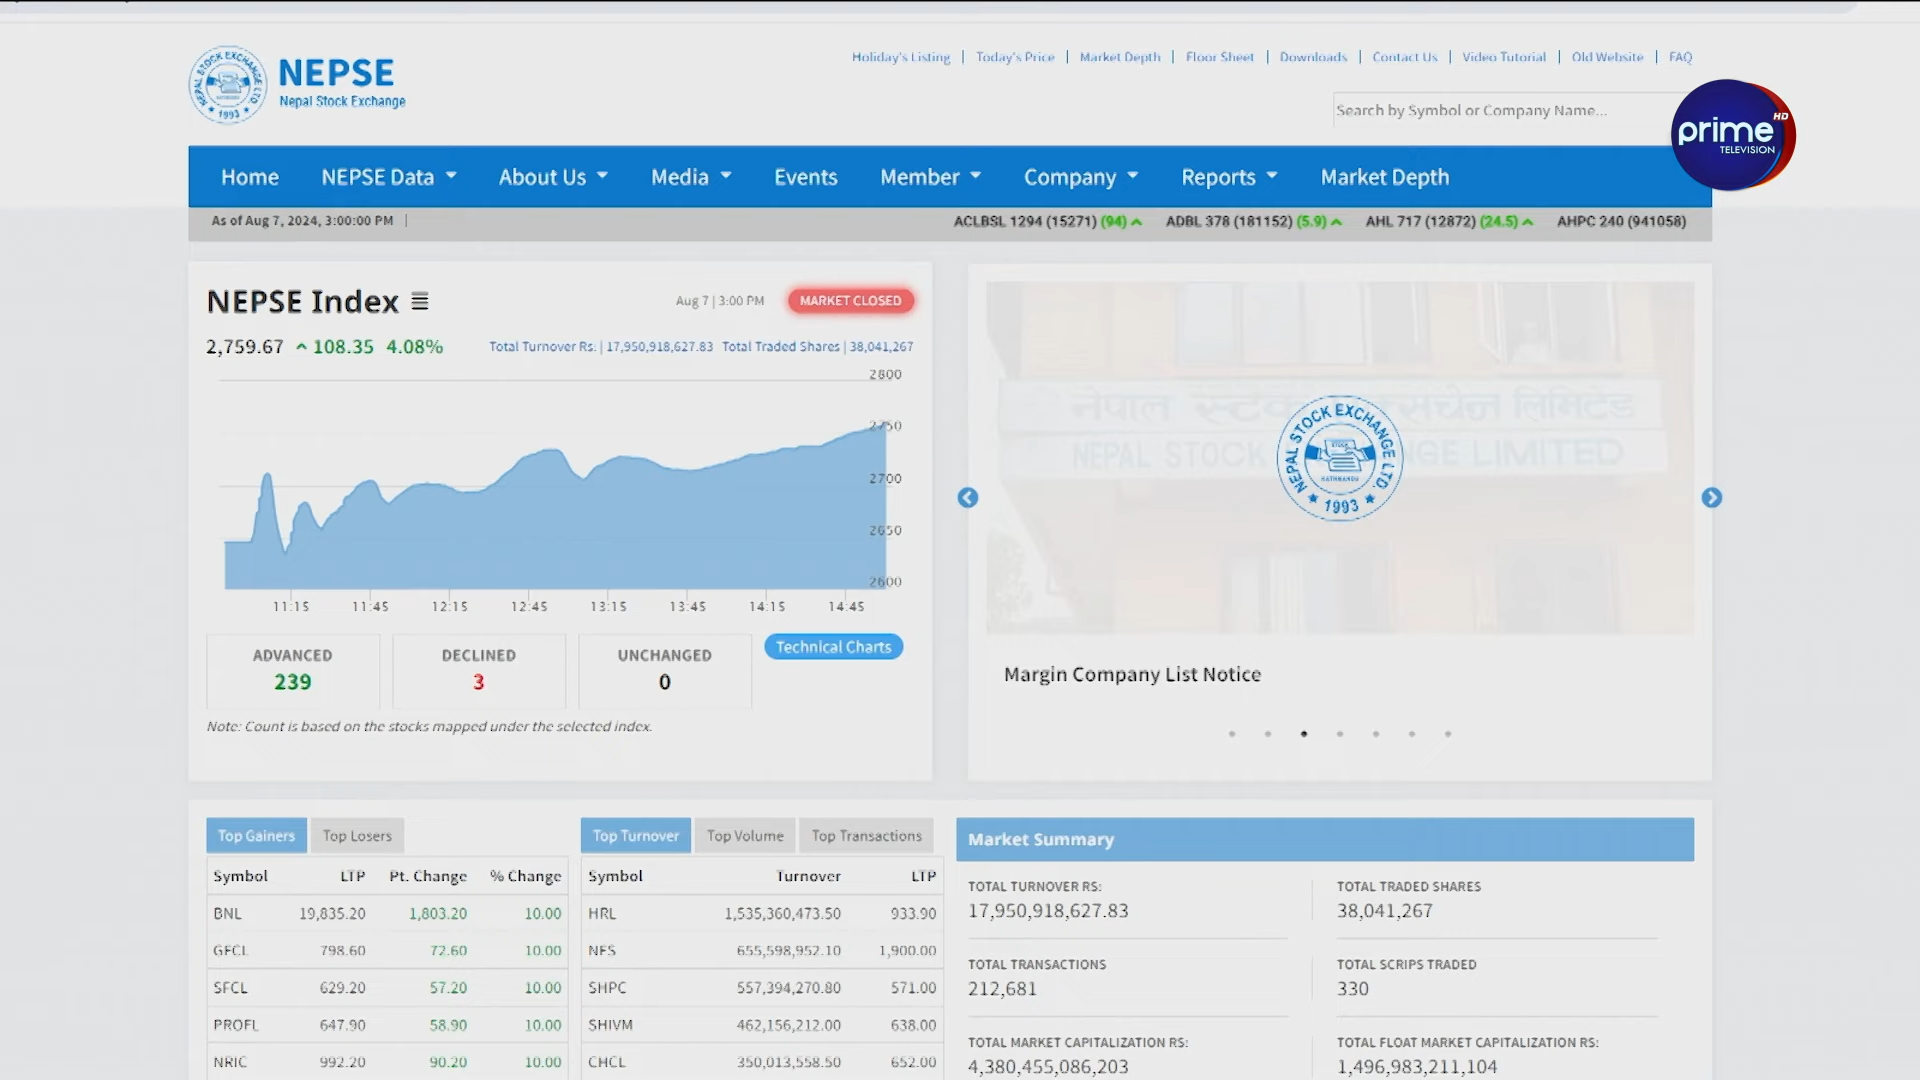 NEPSE
Nepal Stock Exchange
NEPAL STOCK EXCHANGE LTD.
1993
Holiday's Listing | Today's Price | Market Depth | Floor Sheet | Downloads | Contact Us | Video Tutorial | Old Website | FAQ
Search by Symbol or Company Name...
prime HD
TELEVISION
Home NEPSE Data About Us Media Events Member Company Reports Market Depth
As of Aug 7, 2024, 3:00:00 PM |
ACLBSL 1294 (15271) (94) ADBL 378 (181152) (5.9) AHL 717 (12872) (24.5) AHPC 240 (941058)
NEPSE Index
Aug 7 | 3:00 PM MARKET CLOSED
2,759.67 108.35 4.08% Total Turnover Rs: | 17,950,918,627.83 Total Traded Shares | 38,041,267
2800
2750
2700
2650
2600
11:15 11:45 12:15 12:45 13:15 13:45 14:15 14:45
ADVANCED DECLINED UNCHANGED Technical Charts
239 3 0
Note: Count is based on the stocks mapped under the selected index.
नेपाल स्टक लिमिटेड
NEPAL STOCK LIMITED
NEPAL STOCK EXCHANGE LTD.
STOCK
KATHMANDU
1993
Margin Company List Notice
Top Gainers Top Losers
Symbol LTP Pt. Change % Change
BNL 19,835.20 1,803.20 10.00
GFCL 798.60 72.60 10.00
SFCL 629.20 57.20 10.00
PROFL 647.90 58.90 10.00
NRIC 992.20 90.20 10.00
Top Turnover Top Volume Top Transactions
Symbol Turnover LTP
HRL 1,535,360,473.50 933.90
NFS 655,598,952.10 1,900.00
SHPC 557,394,270.80 571.00
SHIVM 462,156,212.00 638.00
CHCL 350,013,558.50 652.00
Market Summary
TOTAL TURNOVER RS: TOTAL TRADED SHARES
17,950,918,627.83 38,041,267
TOTAL TRANSACTIONS TOTAL SCRIPS TRADED
212,681 330
TOTAL MARKET CAPITALIZATION RS: TOTAL FLOAT MARKET CAPITALIZATION RS:
4,380,455,086,203 1,496,983,211,104